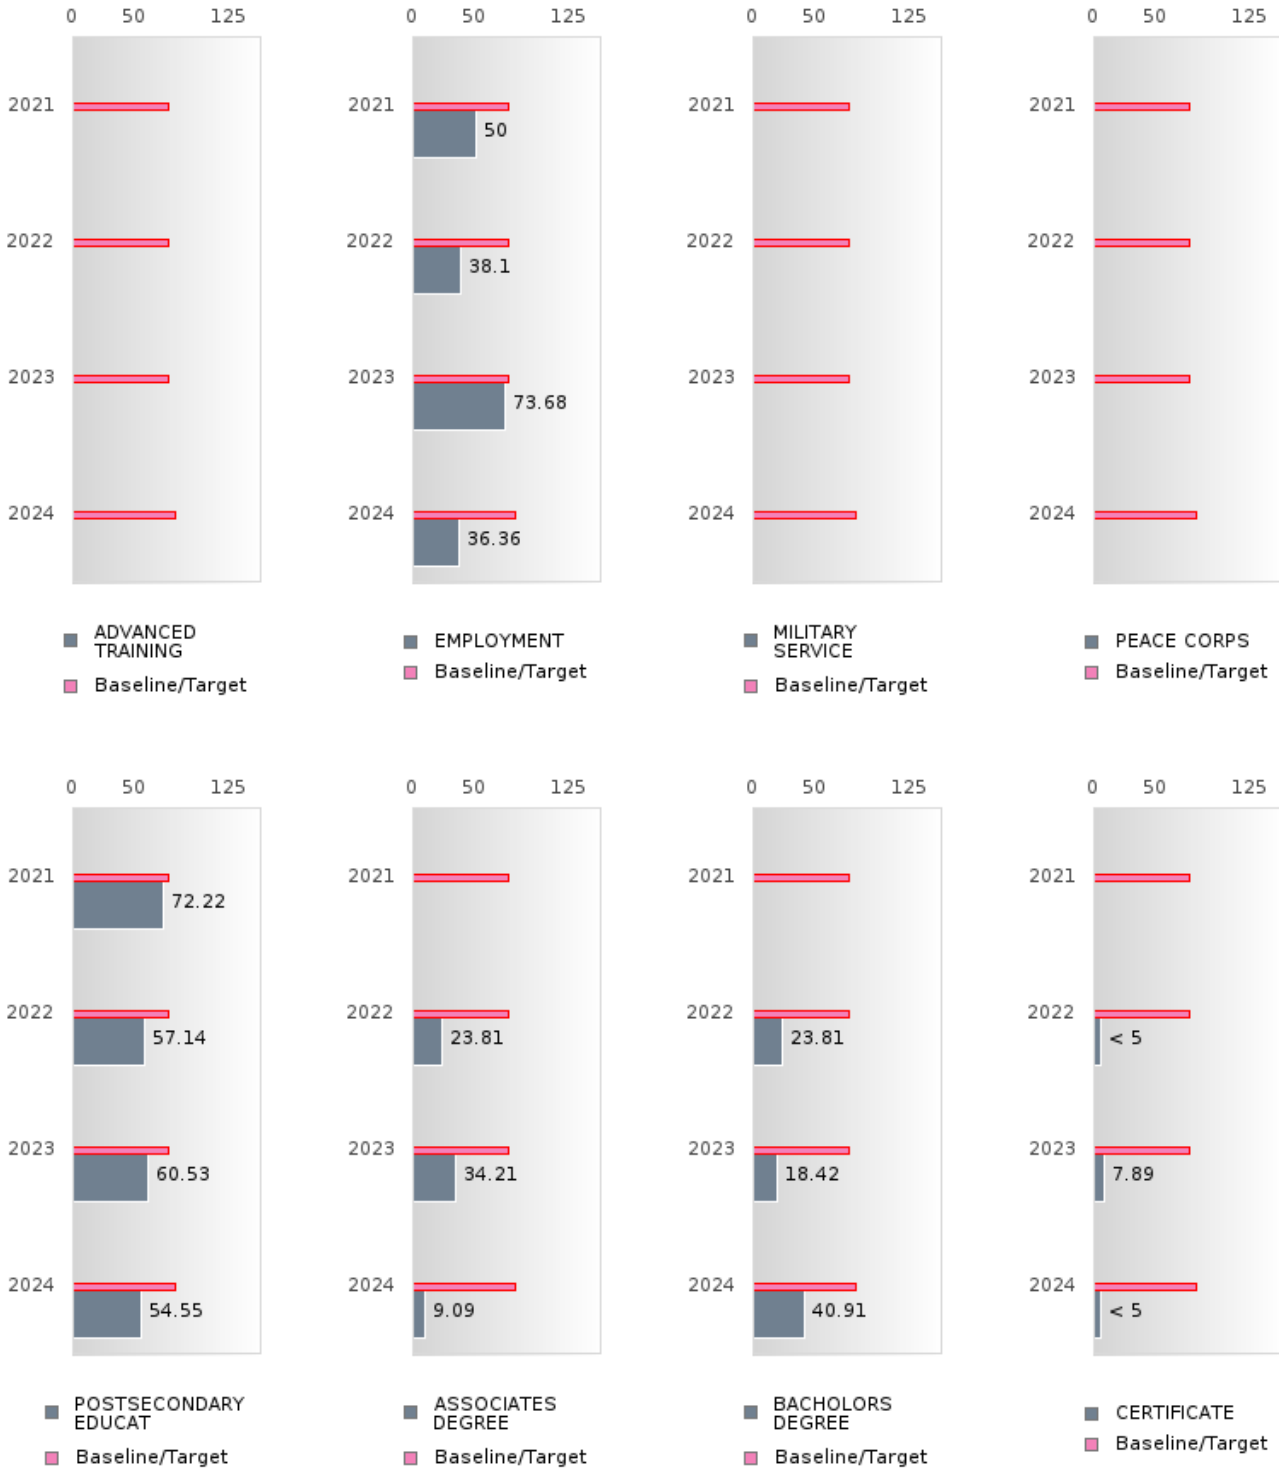 0 50 125 0 50 125 0 50 125 0 50 125
2021 2021 50 2021 2021
2022 2022 38.1 2022 2022
2023 2023 73.68 2023 2023
2024 2024 36.36 2024 2024
ADVANCED TRAINING EMPLOYMENT MILITARY SERVICE PEACE CORPS
Baseline/Target Baseline/Target Baseline/Target Baseline/Target
0 50 125 0 50 125 0 50 125 0 50 125
2021 72.22 2021 2021 2021
2022 57.14 2022 23.81 2022 23.81 2022 < 5
2023 60.53 2023 34.21 2023 18.42 2023 7.89
2024 54.55 2024 9.09 2024 40.91 2024 < 5
POSTSECONDARY EDUCAT ASSOCIATES DEGREE BACHOLORS DEGREE CERTIFICATE
Baseline/Target Baseline/Target Baseline/Target Baseline/Target